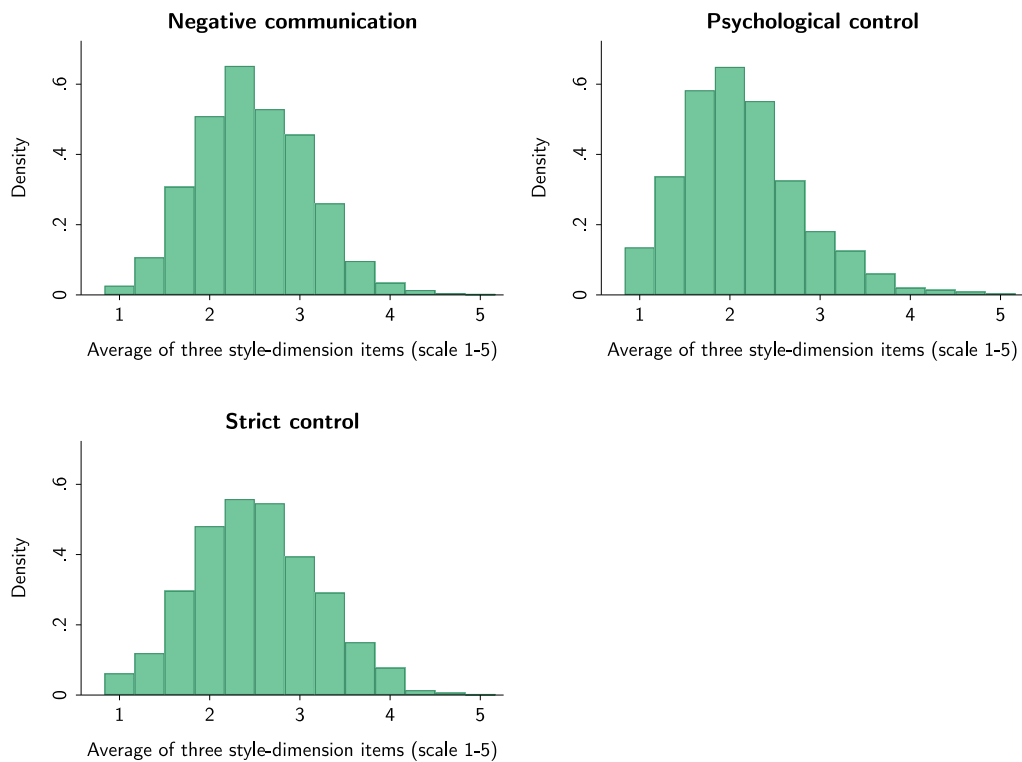 Negative communication
Density
0 .2 .4 .6
1 2 3 4 5
Average of three style-dimension items (scale 1-5)
Psychological control
Density
0 .2 .4 .6
1 2 3 4 5
Average of three style-dimension items (scale 1-5)
Strict control
Density
0 .2 .4 .6
1 2 3 4 5
Average of three style-dimension items (scale 1-5)